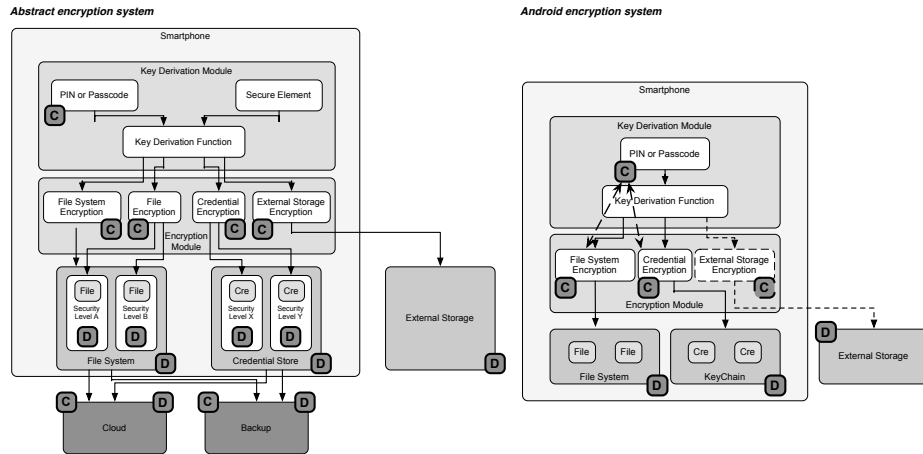 Abstract encryption system
Smartphone
Key Derivation Module
PIN or Passcode
Secure Element
C
Key Derivation Function
File System
Encryption
File
Encryption
Credential
Encryption
External Storage
Encryption
C
C
C
C
Encryption
Module
File
File
Cre
Cre
Security
Level A
Security
Level B
Security
Level X
Security
Level Y
D
D
D
D
File System
D
Credential Store
D
External Storage
D
C
D
Cloud
C
D
Backup
Android encryption system
Smartphone
Key Derivation Module
PIN or Passcode
C
Key Derivation Function
File System
Encryption
Credential
Encryption
External Storage
Encryption
C
C
C
Encryption Module
File
File
Cre
Cre
File System
D
KeyChain
D
D
External Storage